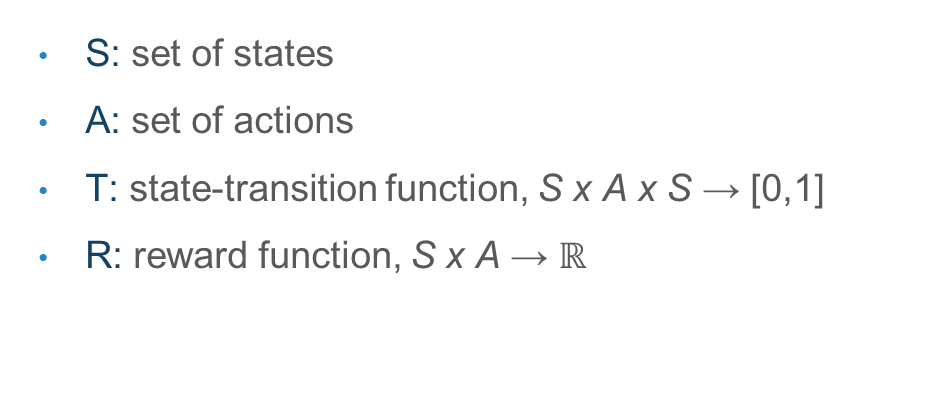 • S: set of states
• A: set of actions
• T: state-transition function, S x A x S → [0,1]
• R: reward function, S x A → ℝ